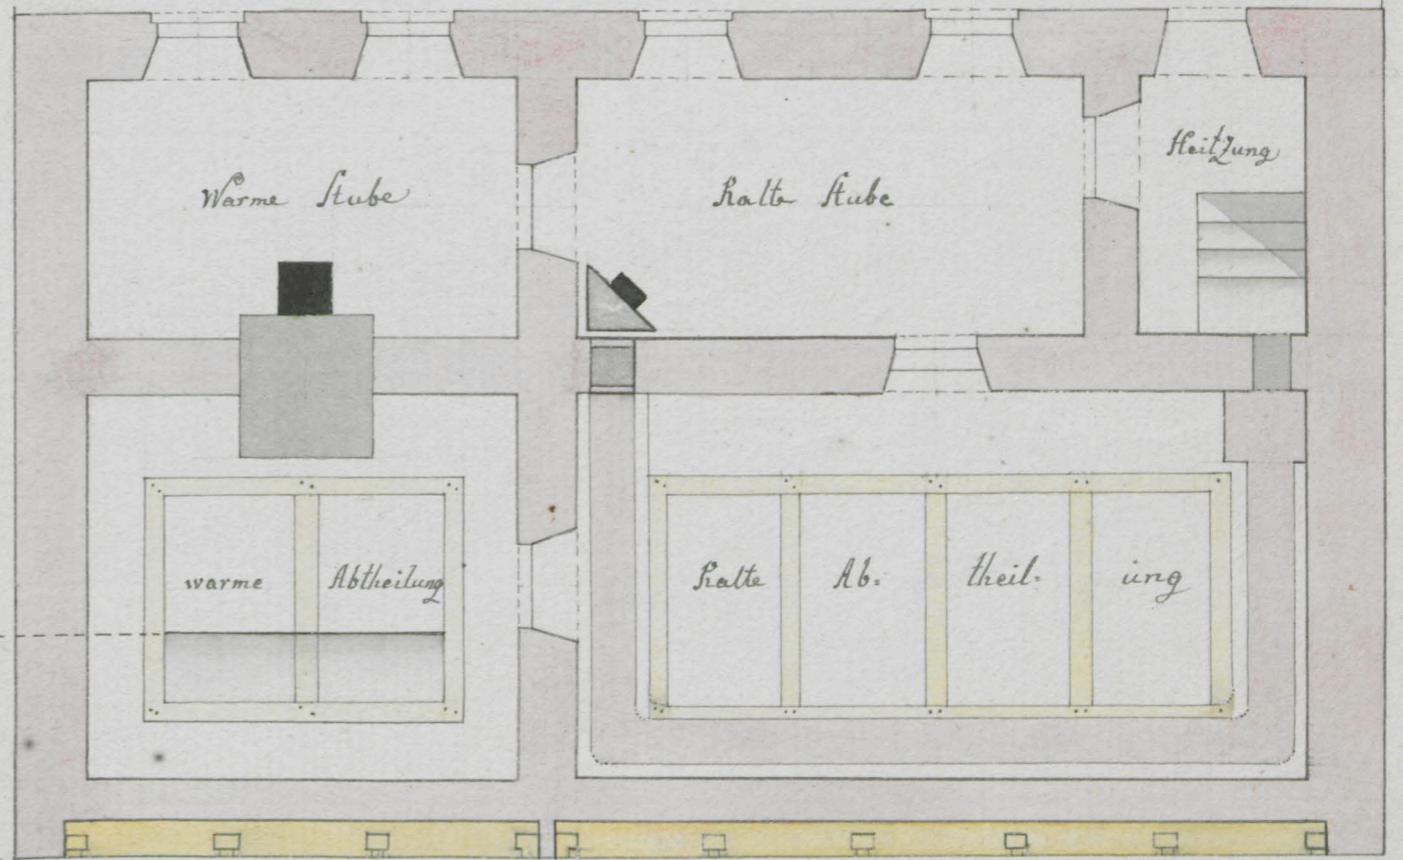 Warme Stube
Kalte Stube
Heitzung
warme Abtheilung
Kalte Ab: theil: ung